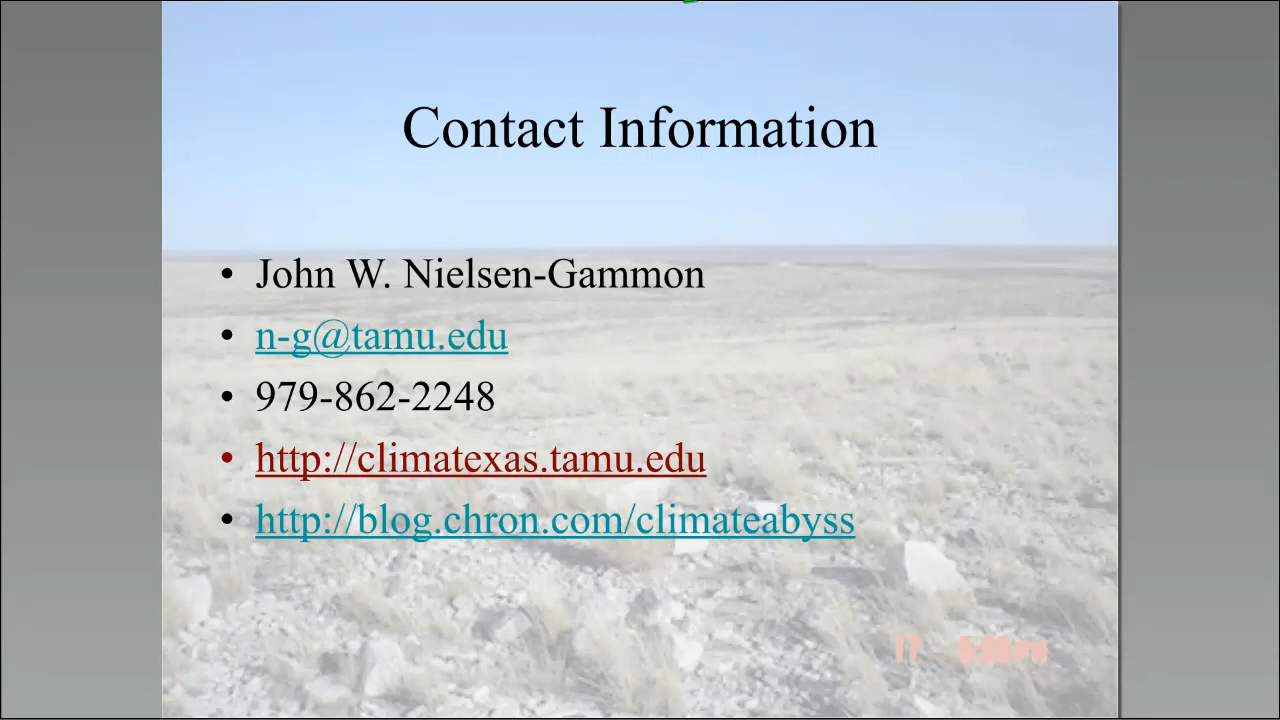 Contact Information
• John W. Nielsen-Gammon
• n-g@tamu.edu
• 979-862-2248
• http://climatexas.tamu.edu
• http://blog.chron.com/climateabyss